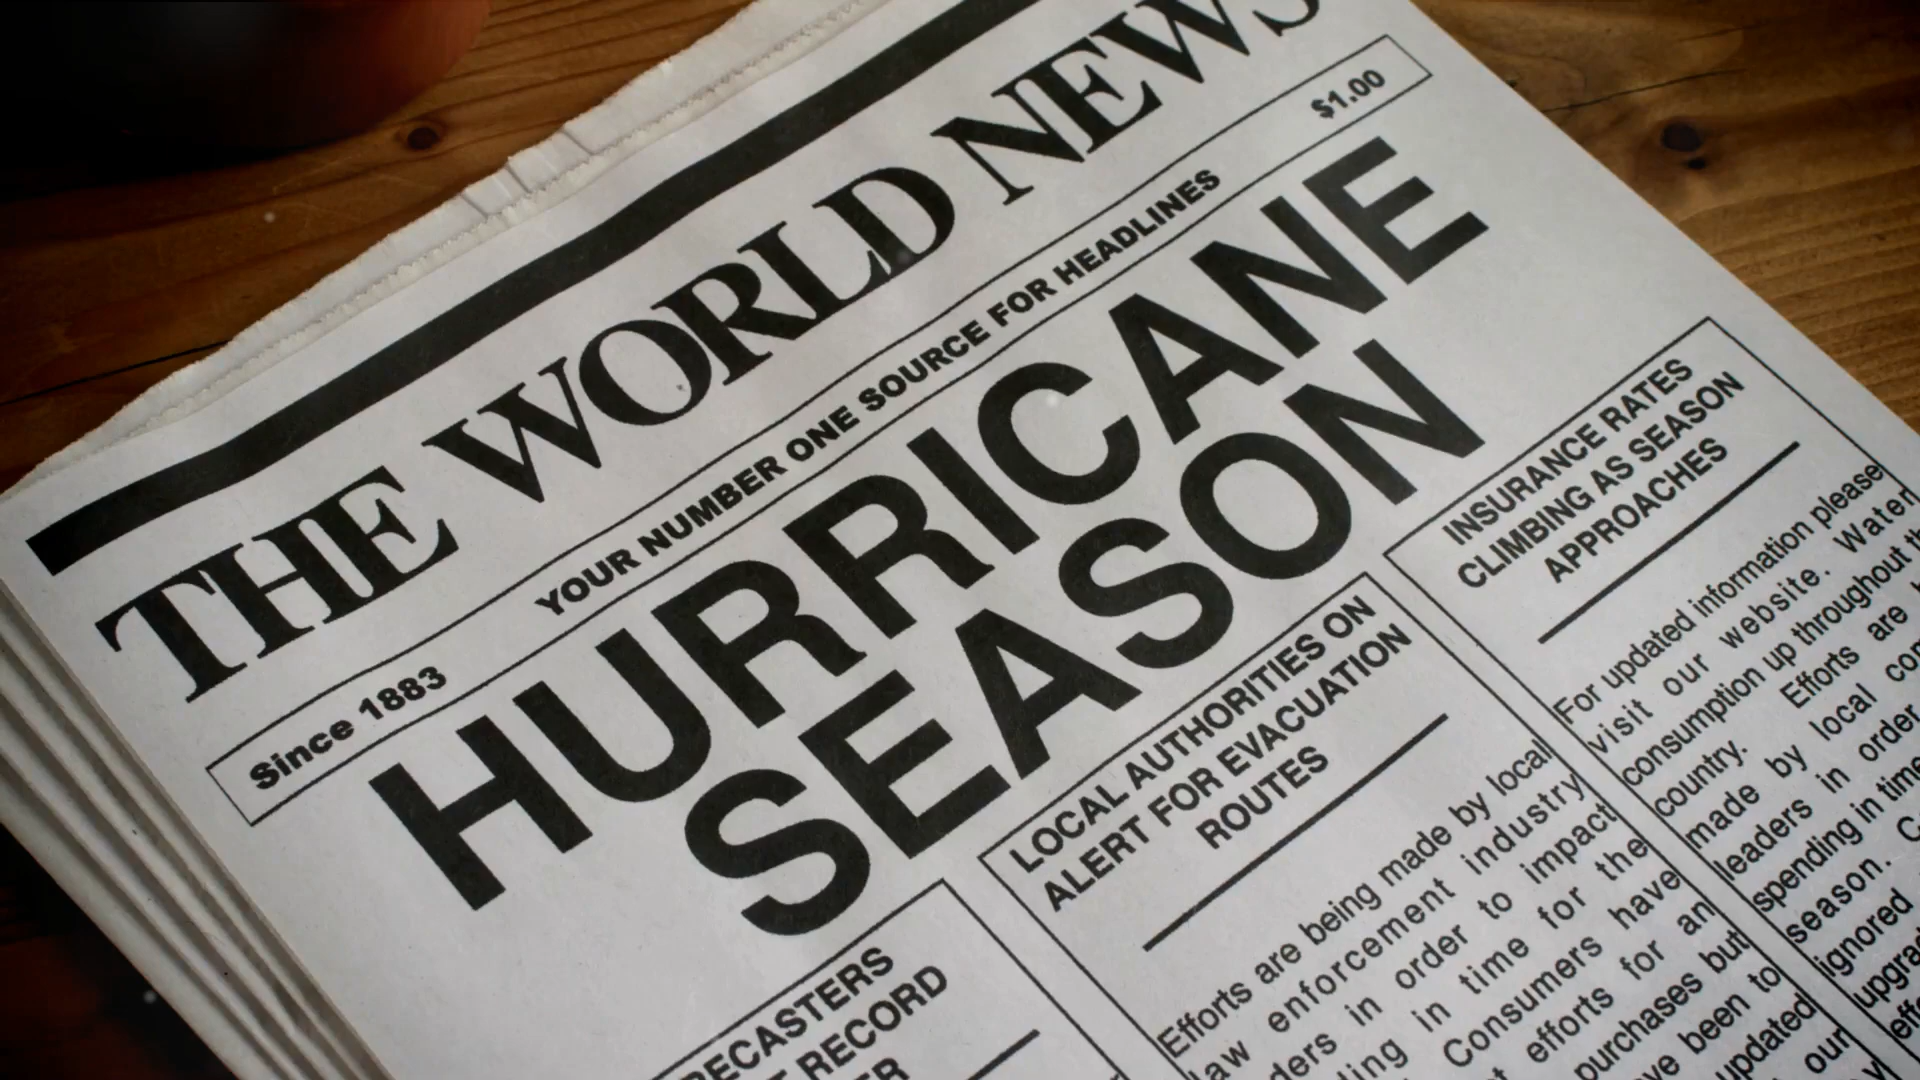 THE WORLD NEWS
Since 1883 YOUR NUMBER ONE SOURCE FOR HEADLINES $1.00
HURRICANE
SEASON
RECORD
LOCAL AUTHORITIES ON
ALERT FOR EVACUATION
ROUTES
Efforts are being made by local
law enforcement industry
in order to impact
in time for the
Consumers have
efforts for an
purchases but
been to
updated
our
INSURANCE RATES
CLIMBING AS SEASON
APPROACHES
For updated information please
visit our website. Water
consumption up throughout
country. Efforts are
made by local
leaders in order
spending in time
season.
ignored